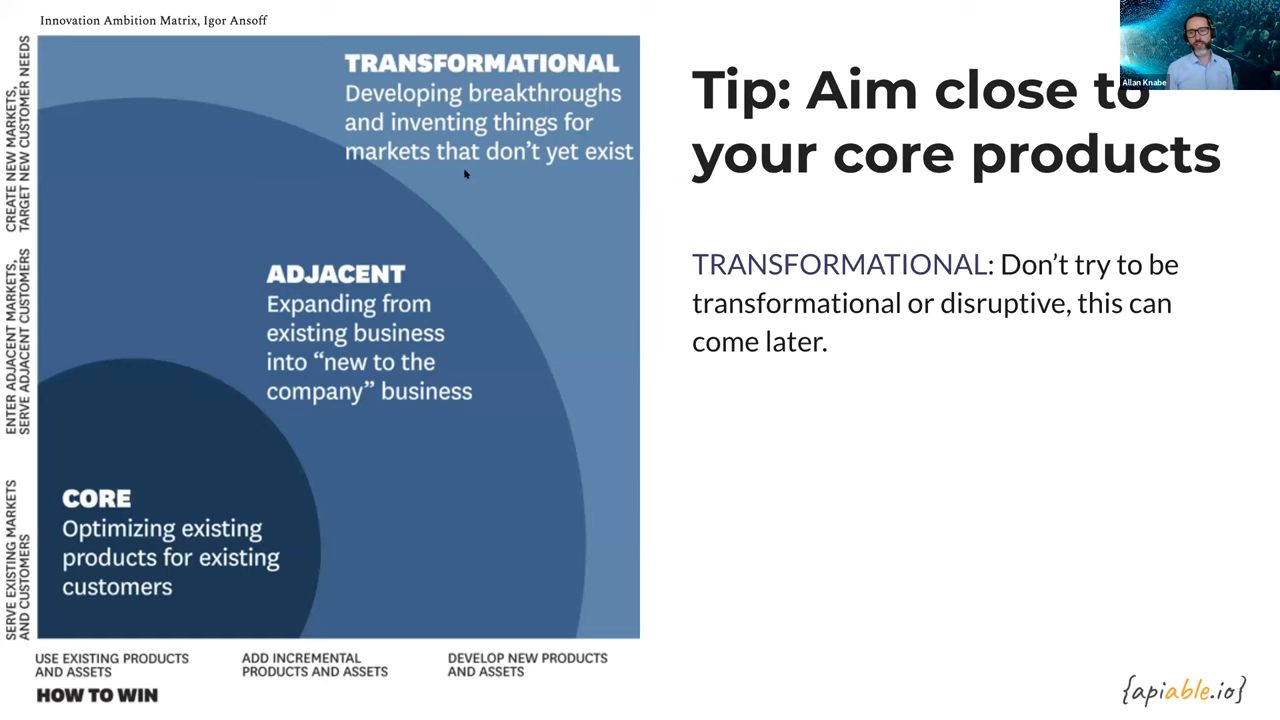 Innovation Ambition Matrix, Igor Ansoff
CREATE NEW MARKETS,
TARGET NEW CUSTOMER NEEDS
ENTER ADJACENT MARKETS,
SERVE ADJACENT CUSTOMERS
SERVE EXISTING MARKETS
AND CUSTOMERS
TRANSFORMATIONAL
Developing breakthroughs
and inventing things for
markets that don’t yet exist
ADJACENT
Expanding from
existing business
into “new to the
company” business
CORE
Optimizing existing
products for existing
customers
USE EXISTING PRODUCTS
AND ASSETS
ADD INCREMENTAL
PRODUCTS AND ASSETS
DEVELOP NEW PRODUCTS
AND ASSETS
HOW TO WIN
Allan Knabe
Tip: Aim close to
your core products
TRANSFORMATIONAL: Don’t try to be
transformational or disruptive, this can
come later.
{apiable.io}